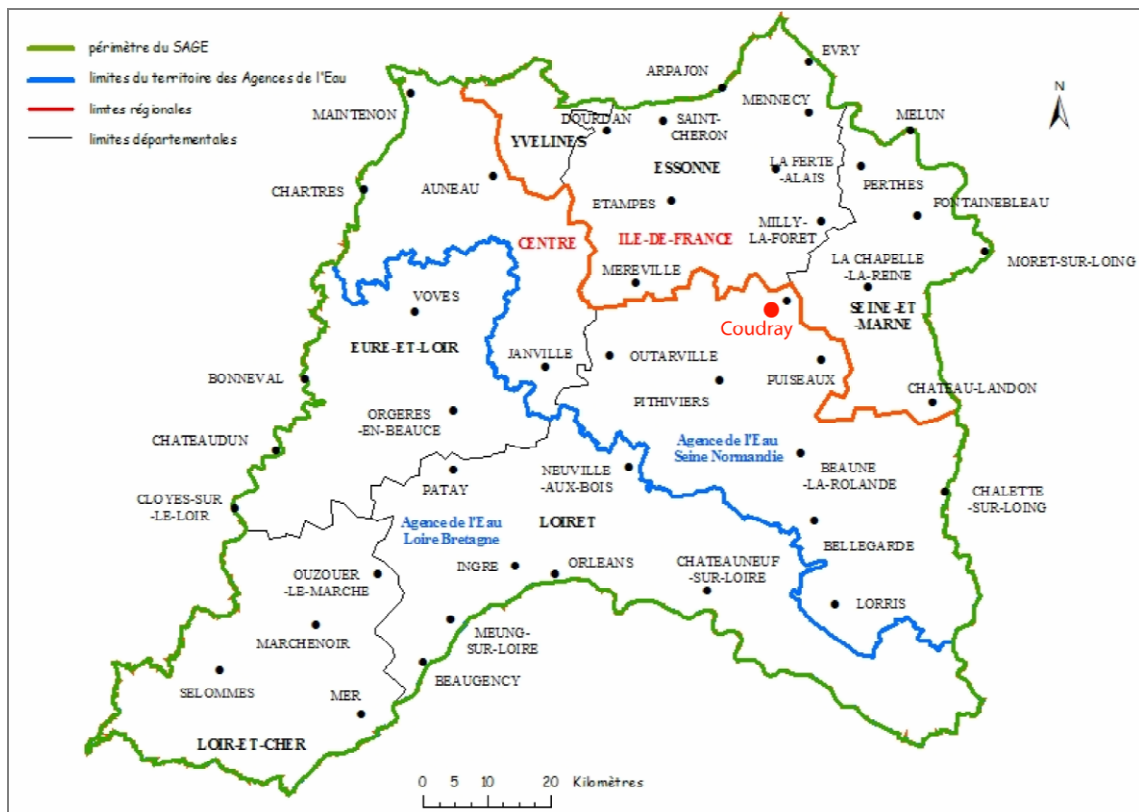 périmètre du SAGE
limites du territoire des Agences de l'Eau
limtes régionales
limites départementales
EVRY
ARPAJON
MAINTENON
MENNECY
N
DOURDAN
SAINT-
CHERON
MELUN
YVELINES
ESSONNE
LA FERTE
-ALAIS
PERTHES
CHARTRES
AUNEAU
ETAMPES
FONTAINEBLEAU
MILLY-
LA-FORET
CENTRE
ILE-DE-FRANCE
LA CHAPELLE
-LA-REINE
MORET-SUR-LOING
MEREVILLE
VOVES
SEINE-ET
-MARNE
Coudray
EURE-ET-LOIR
JANVILLE
OUTARVILLE
PUISEAUX
BONNEVAL
PITHIVIERS
CHATEAU-LANDON
ORGERES
-EN-BEAUCE
CHATEAUDUN
Agence de l'Eau
Seine Normandie
NEUVILLE
-AUX-BOIS
BEAUNE
-LA-ROLANDE
PATAY
CLOYES-SUR
-LE-LOIR
CHALETTE
-SUR-LOING
Agence de l'Eau
Loire Bretagne
LOIRET
BELLEGARDE
INGRE
ORLEANS
CHATEAUNEUF
-SUR-LOIRE
OUZOUER
-LE-MARCHE
LORRIS
MARCHENOIR
MEUNG-
SUR-LOIRE
BEAUGENCY
SELOMMES
MER
LOIR-ET-CHER
0 5 10 20 Kilomètres